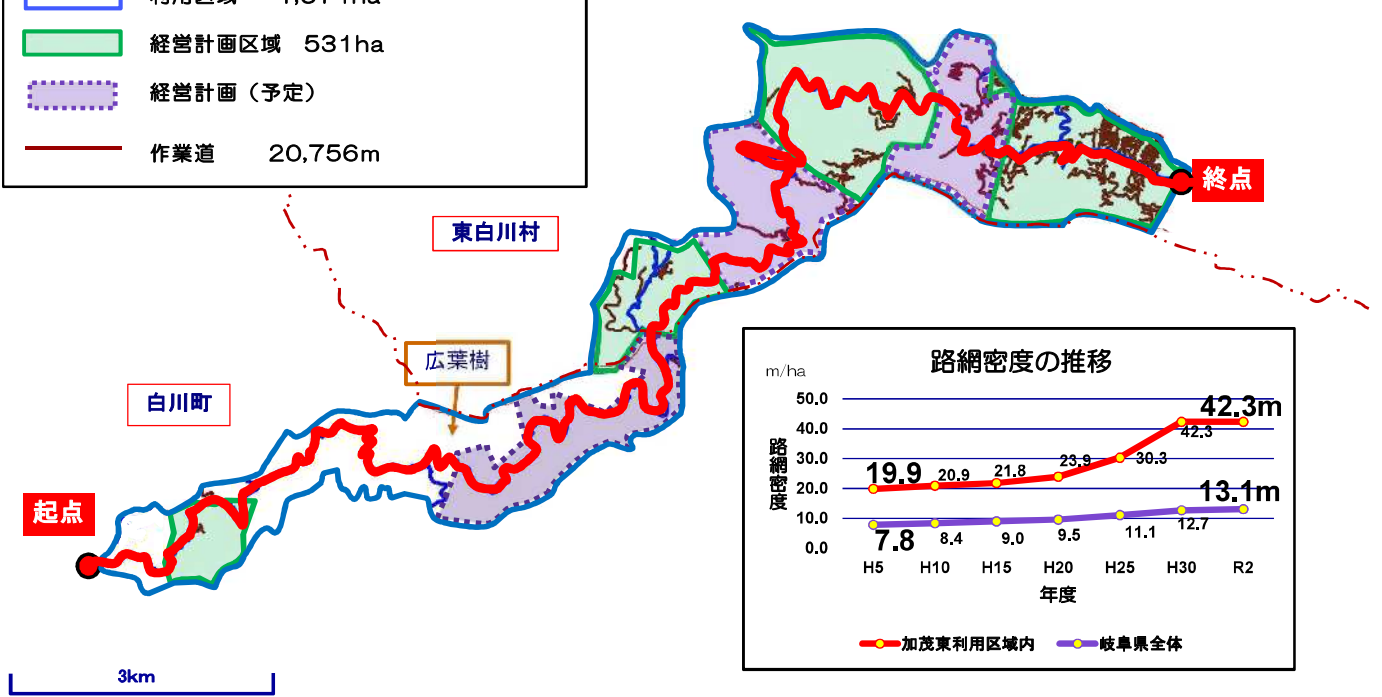 利用区域
経営計画区域 531ha
経営計画（予定）
作業道 20,756m
終点
東白川村
広葉樹
白川町
起点
3km
路網密度の推移
m/ha
路網密度
50.0
40.0
30.0
20.0
10.0
0.0
19.9 20.9 21.8 23.9 30.3 42.3 42.3m
7.8 8.4 9.0 9.5 11.1 12.7 13.1m
H5 H10 H15 H20 H25 H30 R2
年度
加茂東利用区域内 岐阜県全体